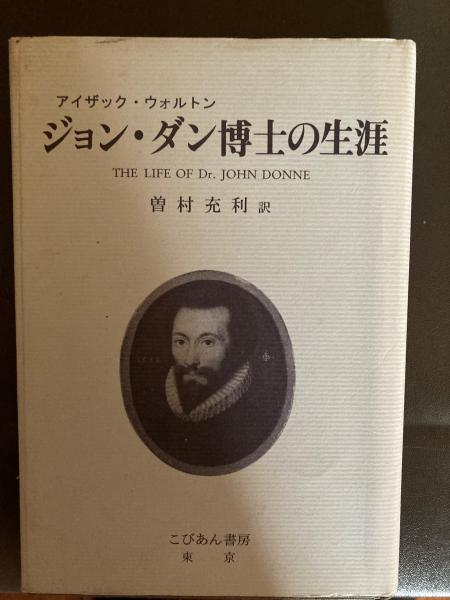 アイザック・ウォルトン
ジョン・ダン博士の生涯
THE LIFE OF Dr. JOHN DONNE
曽村充利 訳
こびあん書房
東京